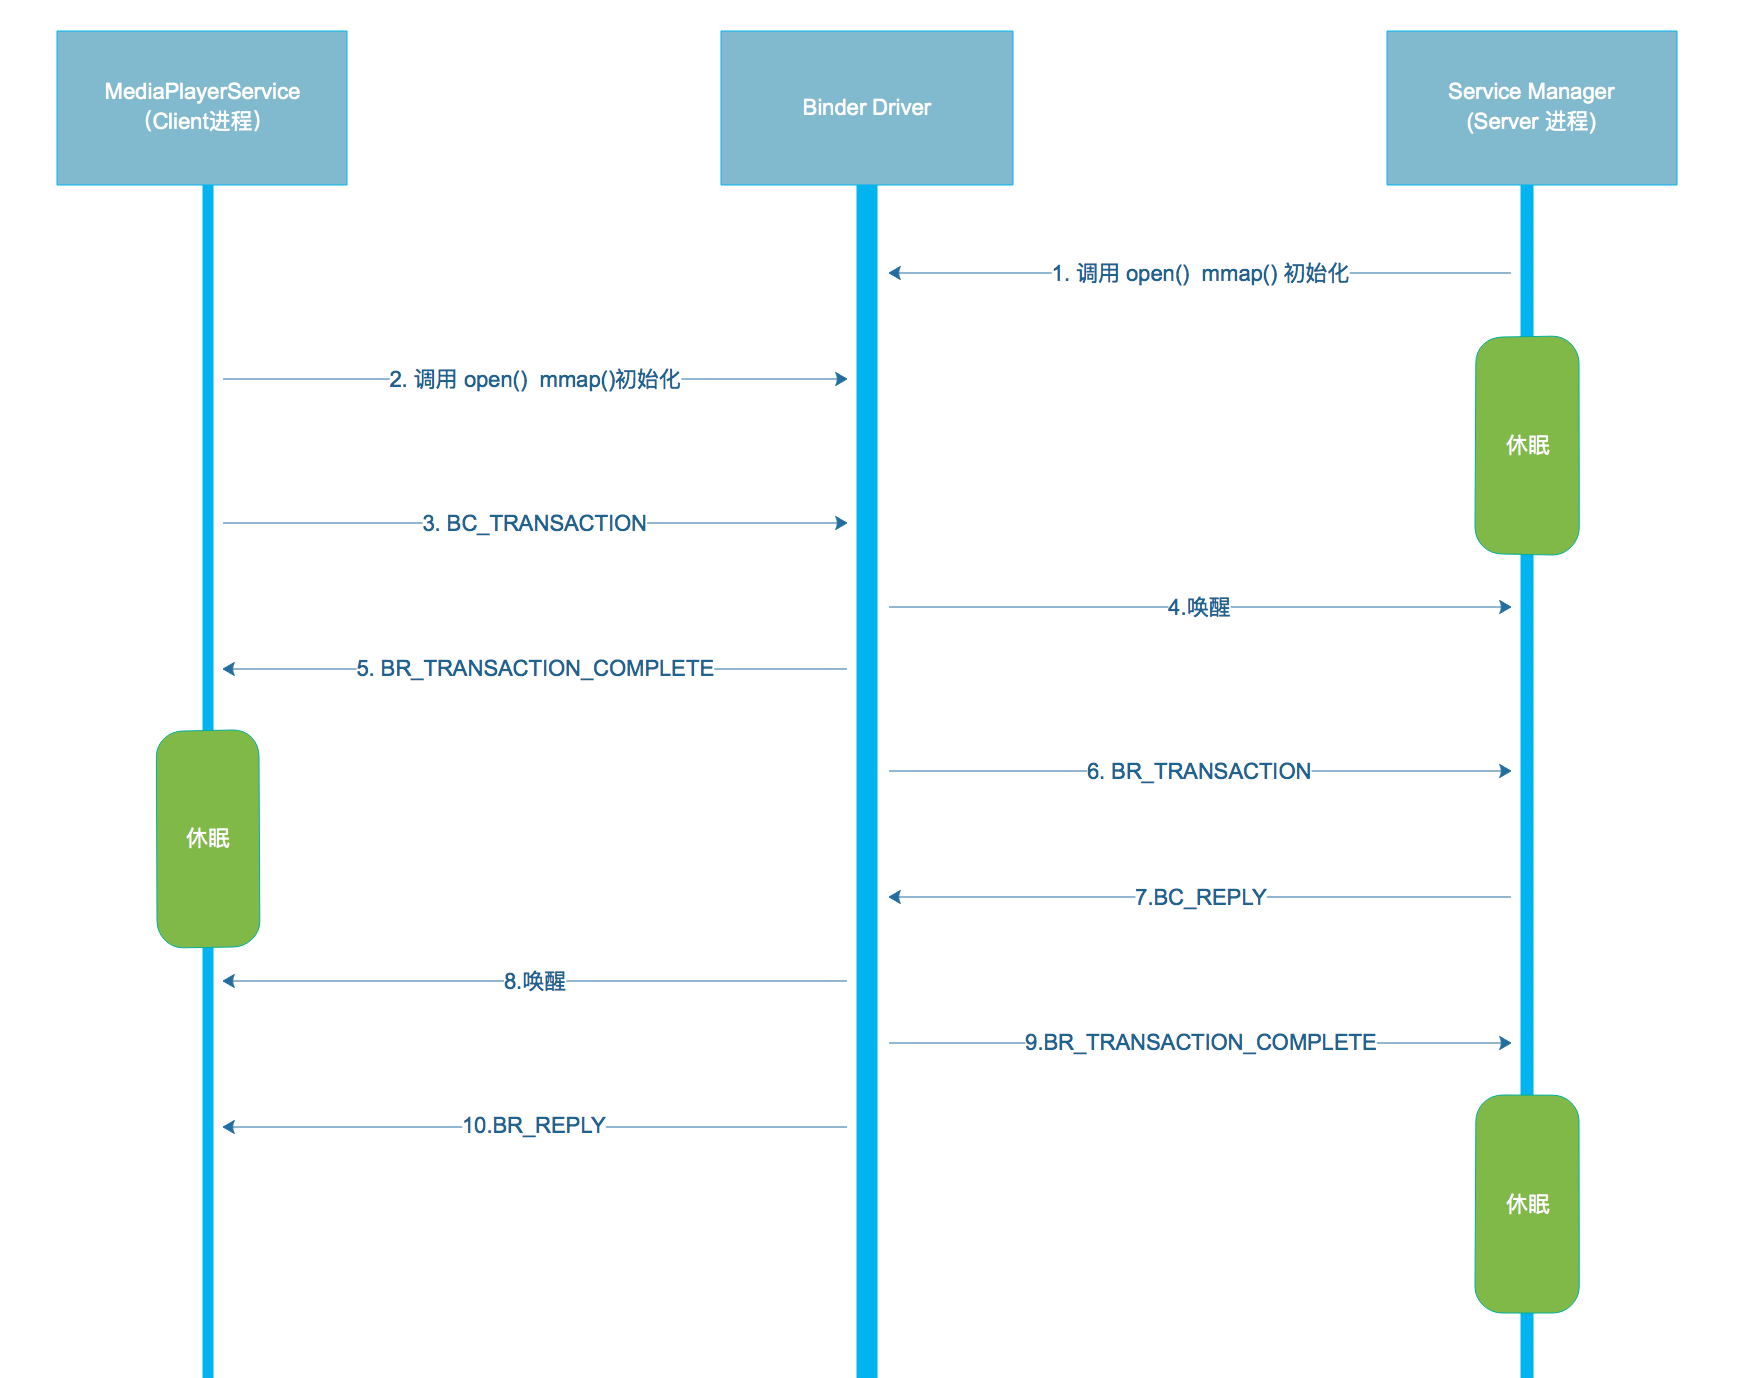 MediaPlayerService
（Client进程）
Binder Driver
Service Manager
(Server 进程)
1. 调用 open()  mmap() 初始化
2. 调用 open()  mmap()初始化
休眠
3. BC_TRANSACTION
4.唤醒
5. BR_TRANSACTION_COMPLETE
6. BR_TRANSACTION
休眠
7.BC_REPLY
8.唤醒
9.BR_TRANSACTION_COMPLETE
10.BR_REPLY
休眠